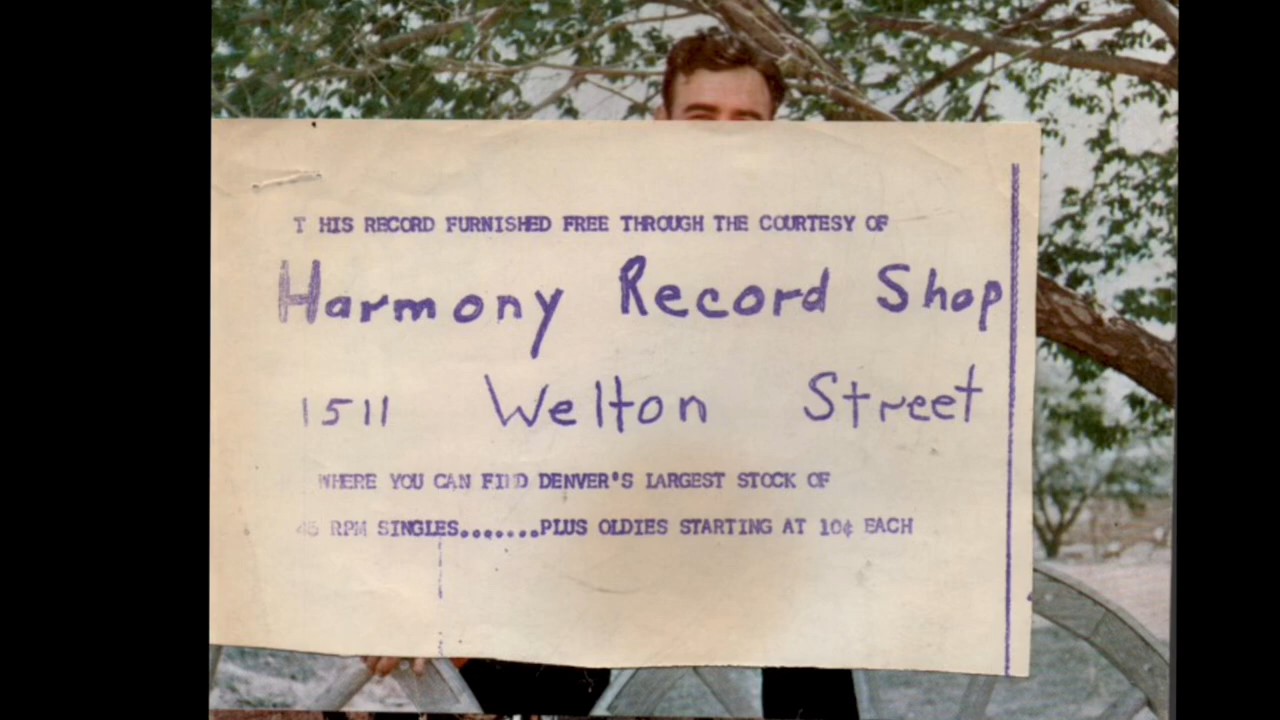 T HIS RECORD FURNISHED FREE THROUGH THE COURTESY OF
Harmony Record Shop
1511 Welton Street
WHERE YOU CAN FIND DENVER'S LARGEST STOCK OF
45 RPM SINGLES.......PLUS OLDIES STARTING AT 10¢ EACH